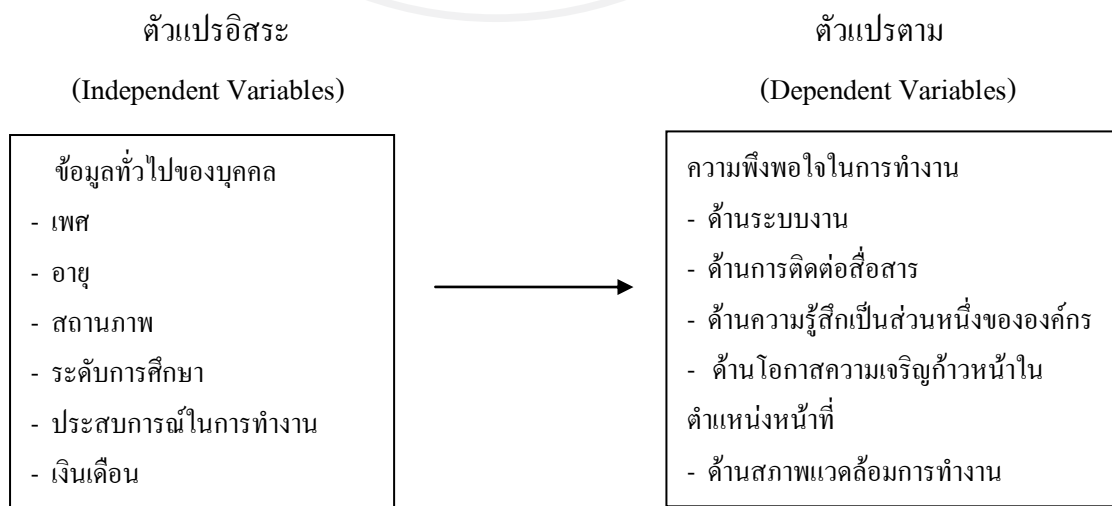 ตัวแปรอิสระ
(Independent Variables)
ข้อมูลทั่วไปของบุคคล
- เพศ
- อายุ
- สถานภาพ
- ระดับการศึกษา
- ประสบการณ์ในการทำงาน
- เงินเดือน
ตัวแปรตาม
(Dependent Variables)
ความพึงพอใจในการทำงาน
- ด้านระบบงาน
- ด้านการติดต่อสื่อสาร
- ด้านความรู้สึกเป็นส่วนหนึ่งขององค์กร
- ด้านโอกาสความเจริญก้าวหน้าใน
ตำแหน่งหน้าที่
- ด้านสภาพแวดล้อมการทำงาน